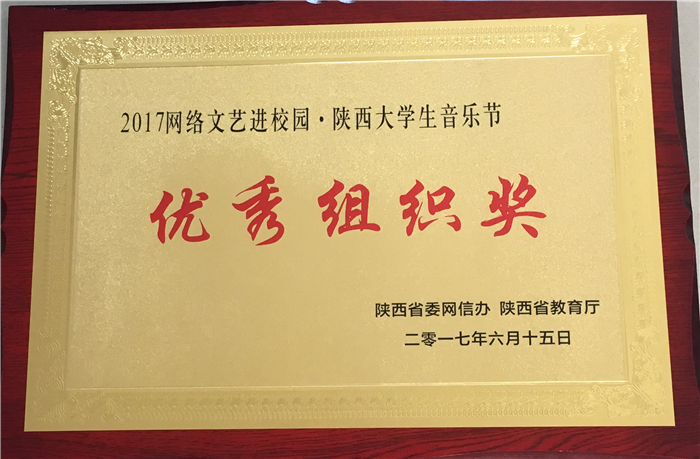 2017网络文艺进校园·陕西大学生音乐节
优秀组织奖
陕西省委网信办 陕西省教育厅
二零一七年六月十五日